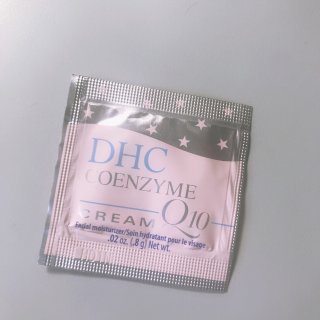 DHC
COENZYME
CREAM Q10
Facial moisturizer/Soin hydratant pour le visage
.02 oz. (.8 g) Net wt.